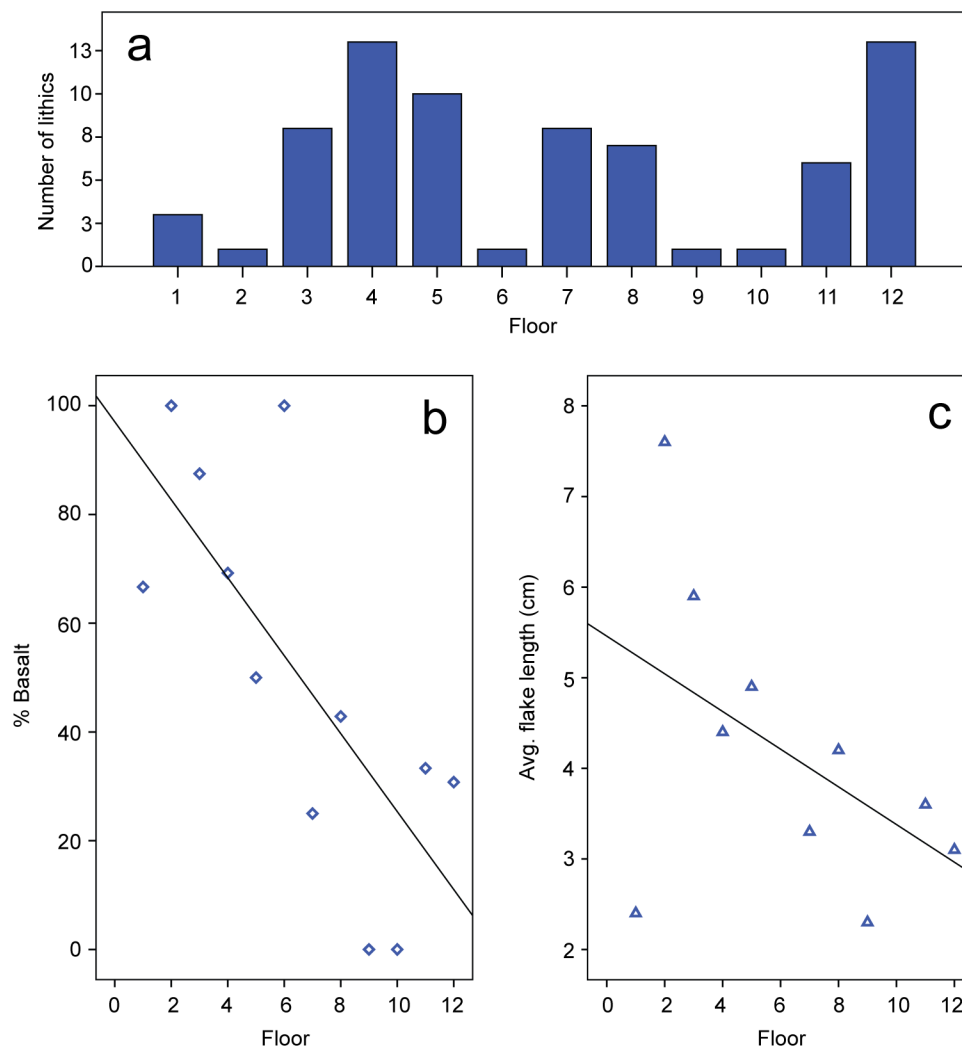 a
Number of lithics
13
10
8
5
3
0
1 2 3 4 5 6 7 8 9 10 11 12
Floor
b
% Basalt
100
80
60
40
20
0
0 2 4 6 8 10 12
Floor
c
Avg. flake length (cm)
8
7
6
5
4
3
2
0 2 4 6 8 10 12
Floor